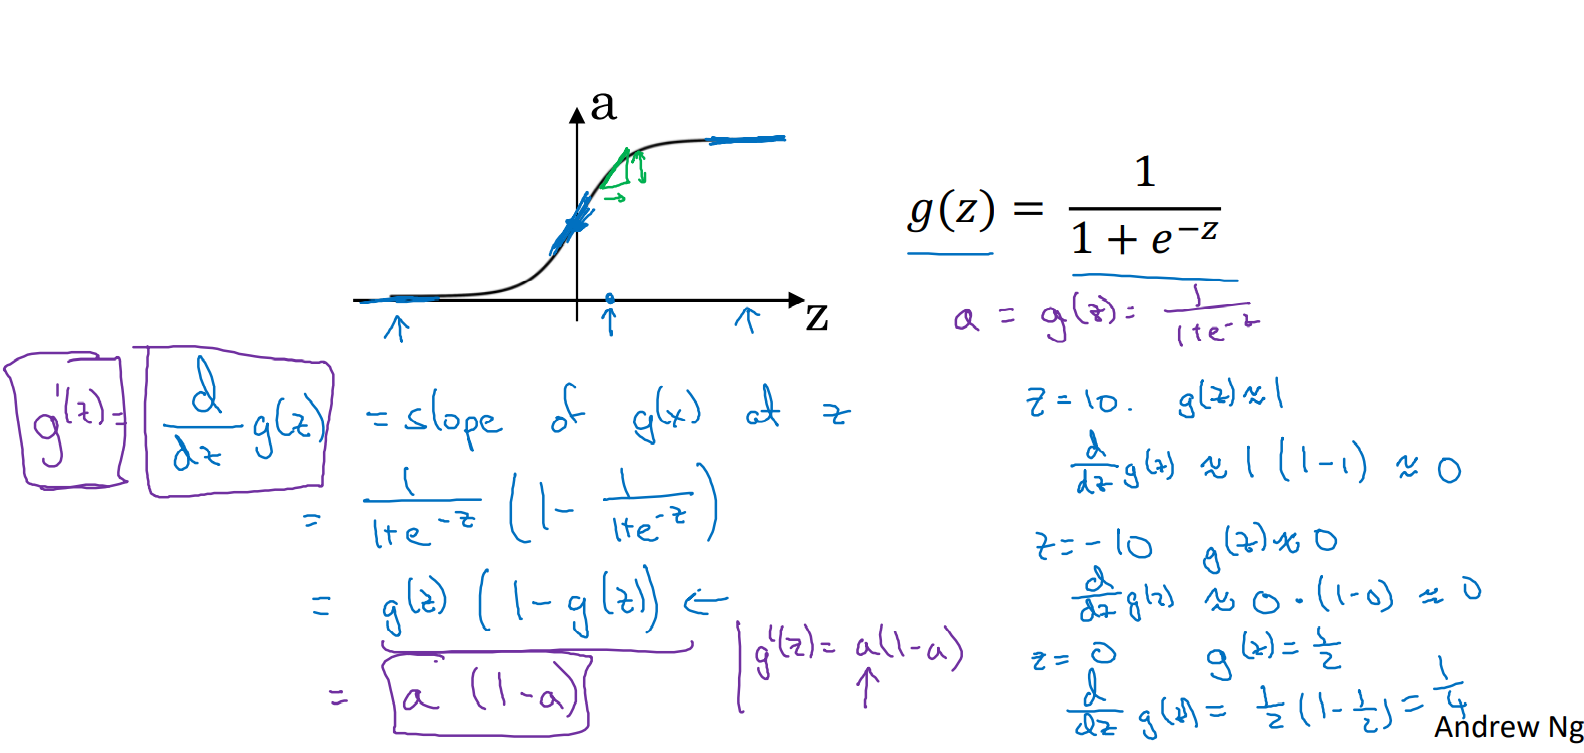 a
z
g(z) = 1 / (1 + e^−z)
a = g(z) = 1 / (1+e^-z)
g'(z) = d/dz g(z) = slope of g(x) at z
= 1/(1+e^-z) (1 - 1/(1+e^-z))
= g(z) (1 - g(z)) ←
= a (1-a)
g'(z) = a(1-a)
z = 10. g(z) ≈ 1
d/dz g(z) ≈ 1 (1-1) ≈ 0
z = -10 g(z) ≈ 0
d/dz g(z) ≈ 0 · (1-0) ≈ 0
z = 0 g(z) = 1/2
d/dz g(z) = 1/2 (1 - 1/2) = 1/4
Andrew Ng